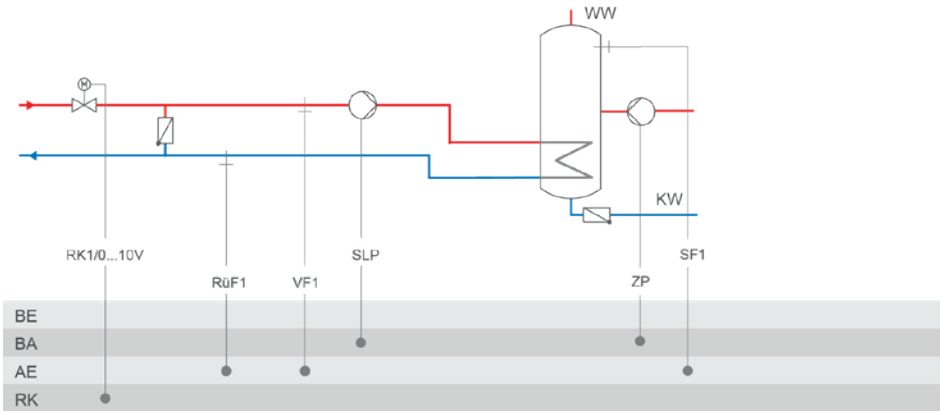 WW
M
KW
RK1/0...10V
SLP
SF1
RüF1
VF1
ZP
BE
BA
AE
RK